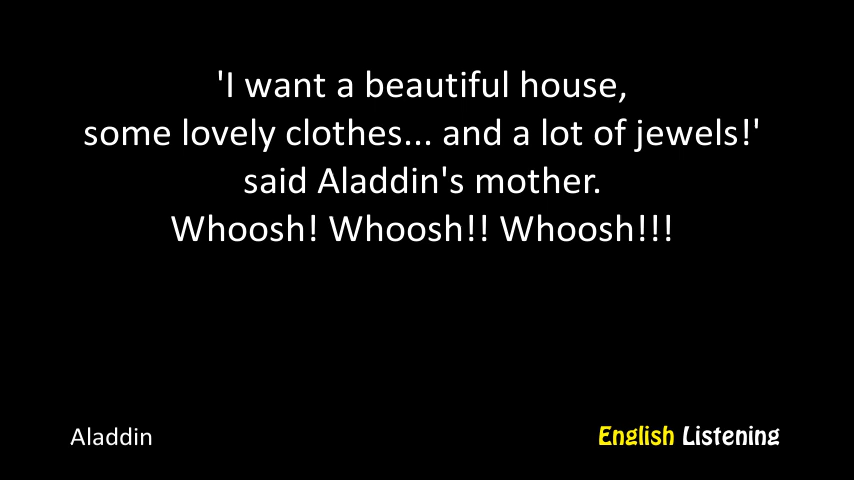 'I want a beautiful house,
some lovely clothes... and a lot of jewels!'
said Aladdin's mother.
Whoosh! Whoosh!! Whoosh!!!
Aladdin
English Listening